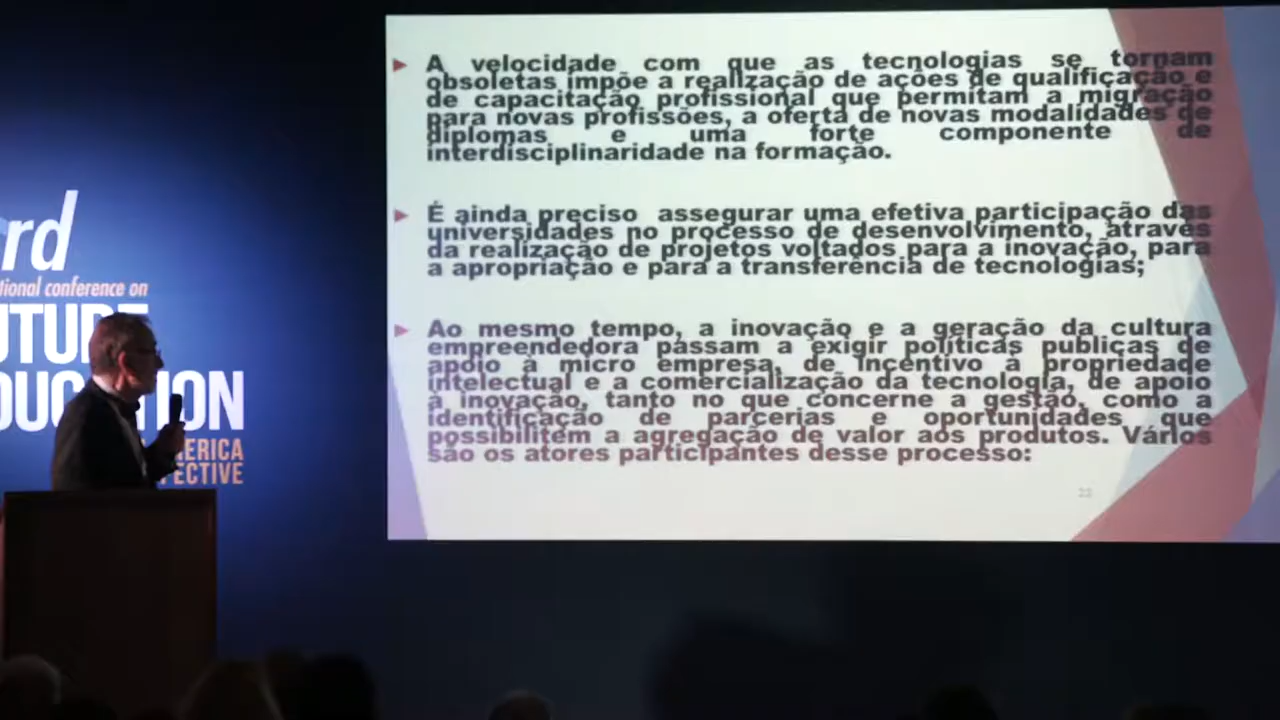 rd
tional conference on
UTURE
DUCATION
MERICA
PECTIVE
A velocidade com que as tecnologias se tornam
obsoletas impõe a realização de ações de qualificação e
de capacitação profissional que permitam a migração
para novas profissões, a oferta de novas modalidades de
diplomas e uma forte componente de
interdisciplinaridade na formação.
É ainda preciso assegurar uma efetiva participação das
universidades no processo de desenvolvimento, através
da realização de projetos voltados para a inovação, para
a apropriação e para a transferência de tecnologias;
Ao mesmo tempo, a inovação e a geração da cultura
empreendedora passam a exigir políticas publicas de
apoio à micro empresa, de incentivo à propriedade
intelectual e a comercialização da tecnologia, de apoio
à inovação, tanto no que concerne a gestão, como a
identificação de parcerias e oportunidades que
possibilitem a agregação de valor aos produtos. Vários
são os atores participantes desse processo: